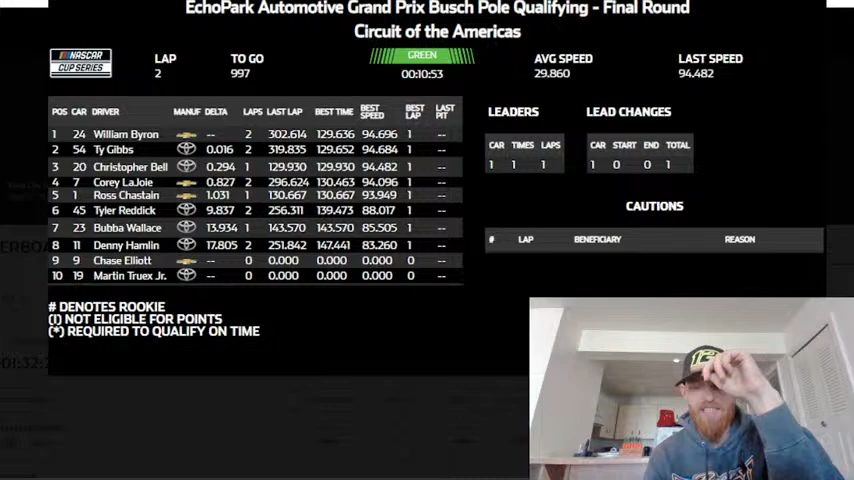 EchoPark Automotive Grand Prix Busch Pole Qualifying - Final Round
Circuit of the Americas
NASCAR
CUP SERIES
LAP TO GO GREEN AVG SPEED LAST SPEED
2 997 00:10:53 29.860 94.482
POS CAR DRIVER MANUF DELTA LAPS LAST LAP BEST TIME BEST SPEED BEST LAP LAST PIT
1 24 William Byron -- 2 302.614 129.636 94.696 1 --
2 54 Ty Gibbs 0.016 2 319.835 129.652 94.684 1 --
3 20 Christopher Bell 0.294 1 129.930 129.930 94.482 1 --
4 7 Corey LaJoie 0.827 2 296.624 130.463 94.096 1 --
5 1 Ross Chastain 1.031 1 130.667 130.667 93.949 1 --
6 45 Tyler Reddick 9.837 2 256.311 139.473 88.017 1 --
7 23 Bubba Wallace 13.934 1 143.570 143.570 85.505 1 --
8 11 Denny Hamlin 17.805 2 251.842 147.441 83.260 1 --
9 9 Chase Elliott -- 0 0.000 0.000 0.000 0 --
10 19 Martin Truex Jr. -- 0 0.000 0.000 0.000 0 --
# DENOTES ROOKIE
(i) NOT ELIGIBLE FOR POINTS
(*) REQUIRED TO QUALIFY ON TIME
LEADERS LEAD CHANGES
CAR TIMES LAPS CAR START END TOTAL
1 1 1 1 0 0 1
CAUTIONS
# LAP BENEFICIARY REASON